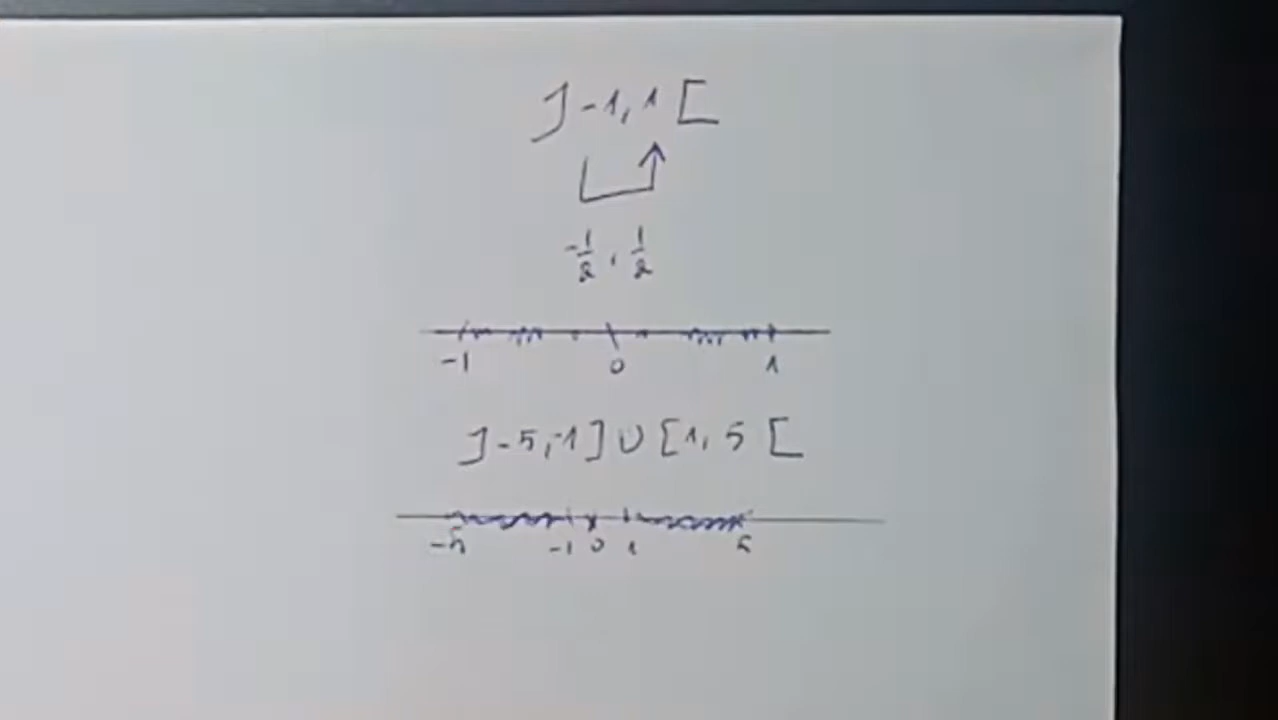 ]-1,1[
-1/2, 1/2
-1 0 1
]-5,-1]∪[1,5[
-5 -1 0 1 5